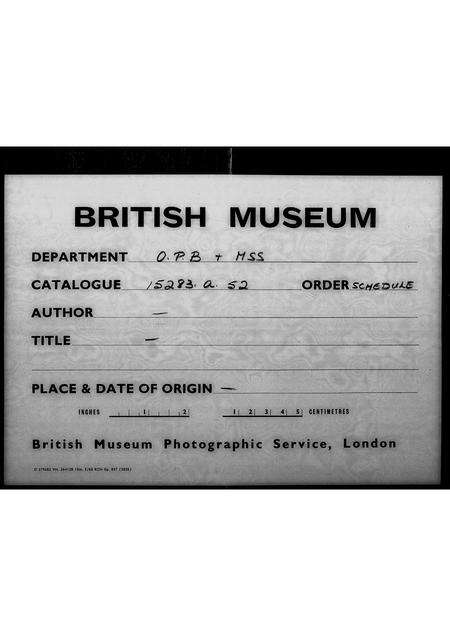 BRITISH MUSEUM
DEPARTMENT O.P.B + MSS
CATALOGUE 15283. a. 52 ORDER SCHEDULE
AUTHOR —
TITLE —
PLACE & DATE OF ORIGIN —
INCHES 1 2 1 2 3 4 5 CENTIMETRES
British Museum Photographic Service, London